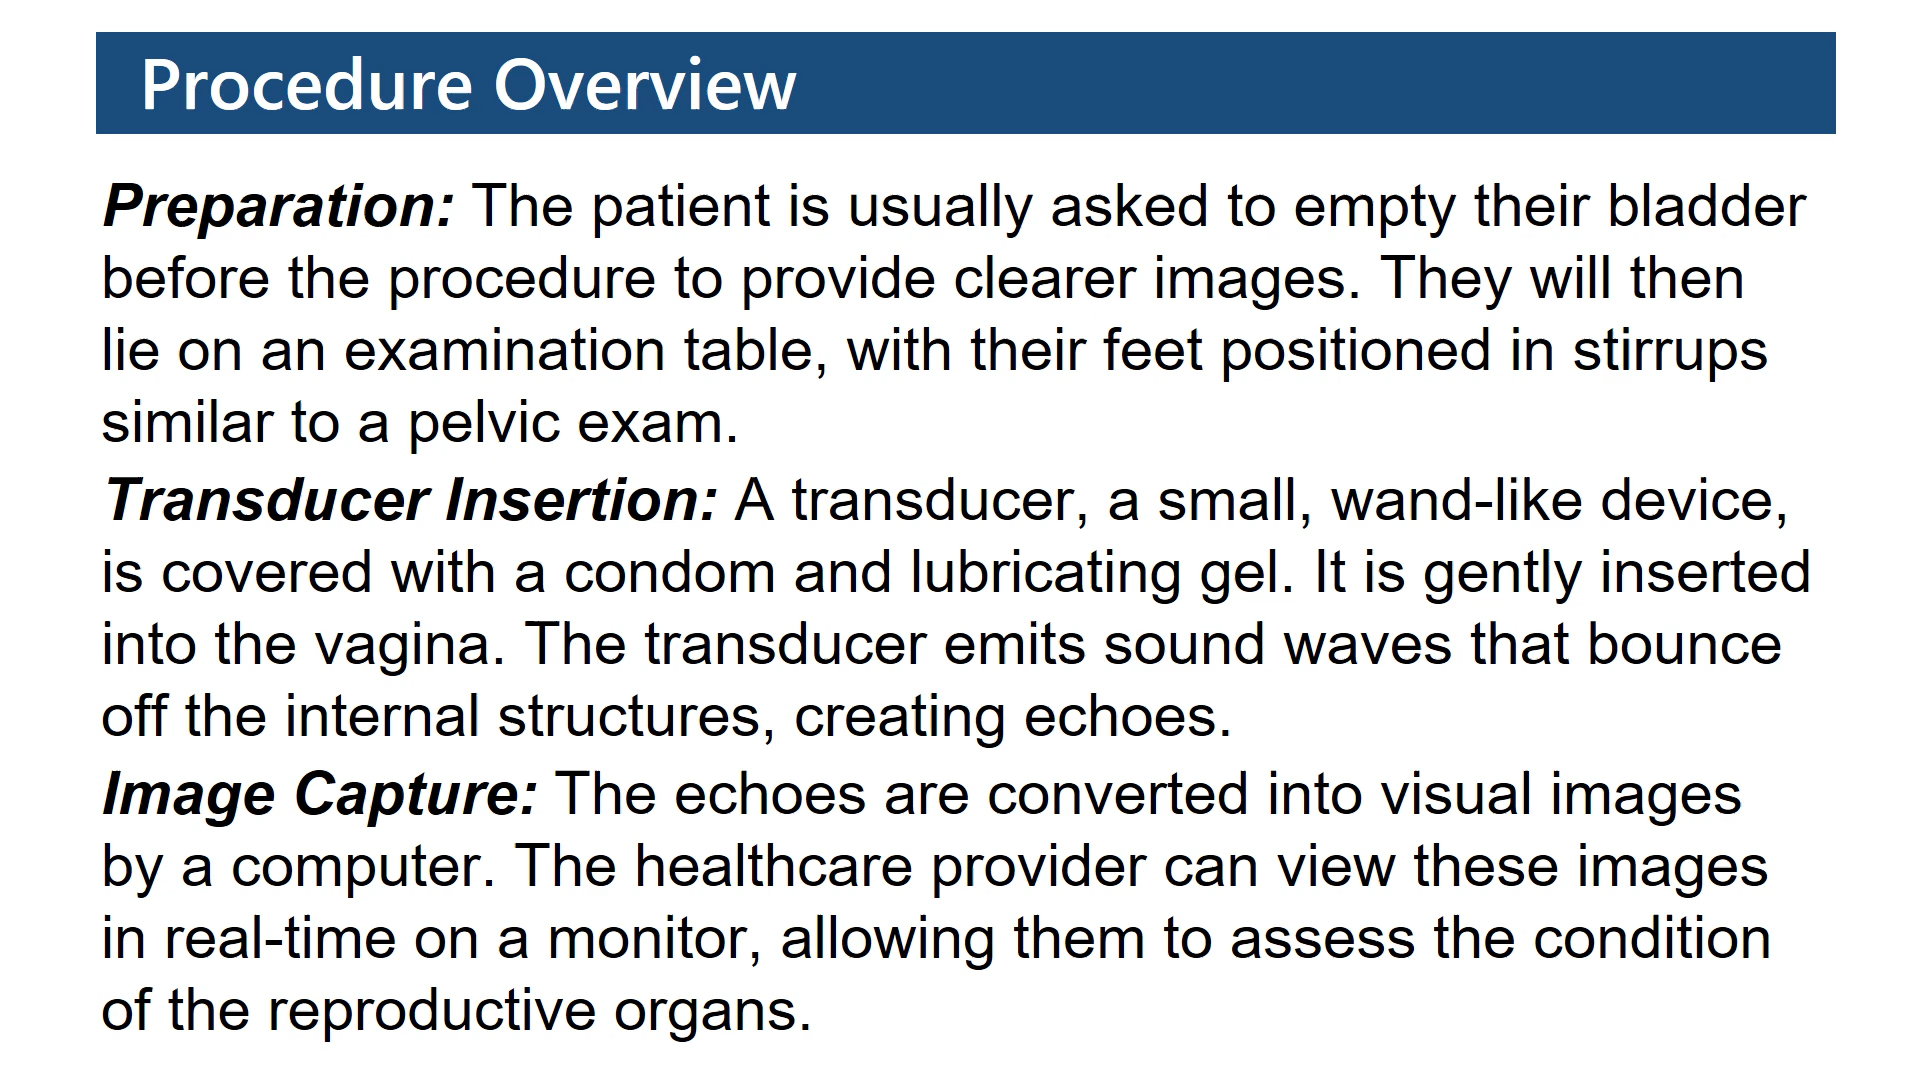 Procedure Overview
Preparation: The patient is usually asked to empty their bladder
before the procedure to provide clearer images. They will then
lie on an examination table, with their feet positioned in stirrups
similar to a pelvic exam.
Transducer Insertion: A transducer, a small, wand-like device,
is covered with a condom and lubricating gel. It is gently inserted
into the vagina. The transducer emits sound waves that bounce
off the internal structures, creating echoes.
Image Capture: The echoes are converted into visual images
by a computer. The healthcare provider can view these images
in real-time on a monitor, allowing them to assess the condition
of the reproductive organs.